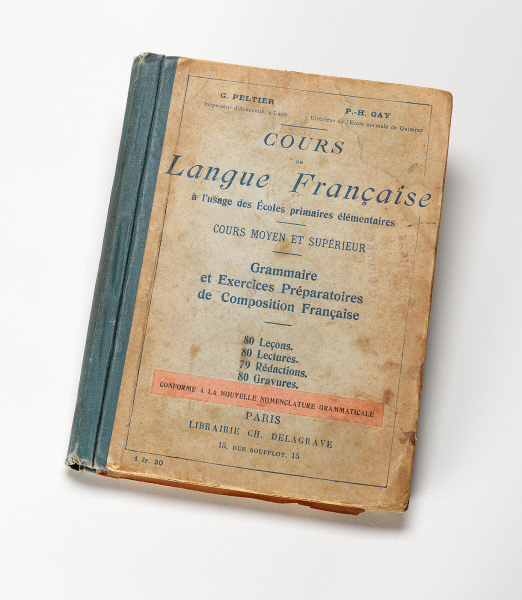 G. PELTIER
Inspecteur d'Académie, à Laon
P.-H. GAY
Directeur de l'École normale de Quimper
COURS
DE
Langue Française
à l'usage des Écoles primaires élémentaires
COURS MOYEN ET SUPÉRIEUR
Grammaire
et Exercices Préparatoires
de Composition Française
80 Leçons.
80 Lectures.
79 Rédactions.
80 Gravures.
CONFORME A LA NOUVELLE NOMENCLATURE GRAMMATICALE
PARIS
LIBRAIRIE CH. DELAGRAVE
15, RUE SOUFFLOT, 15
1 fr. 20